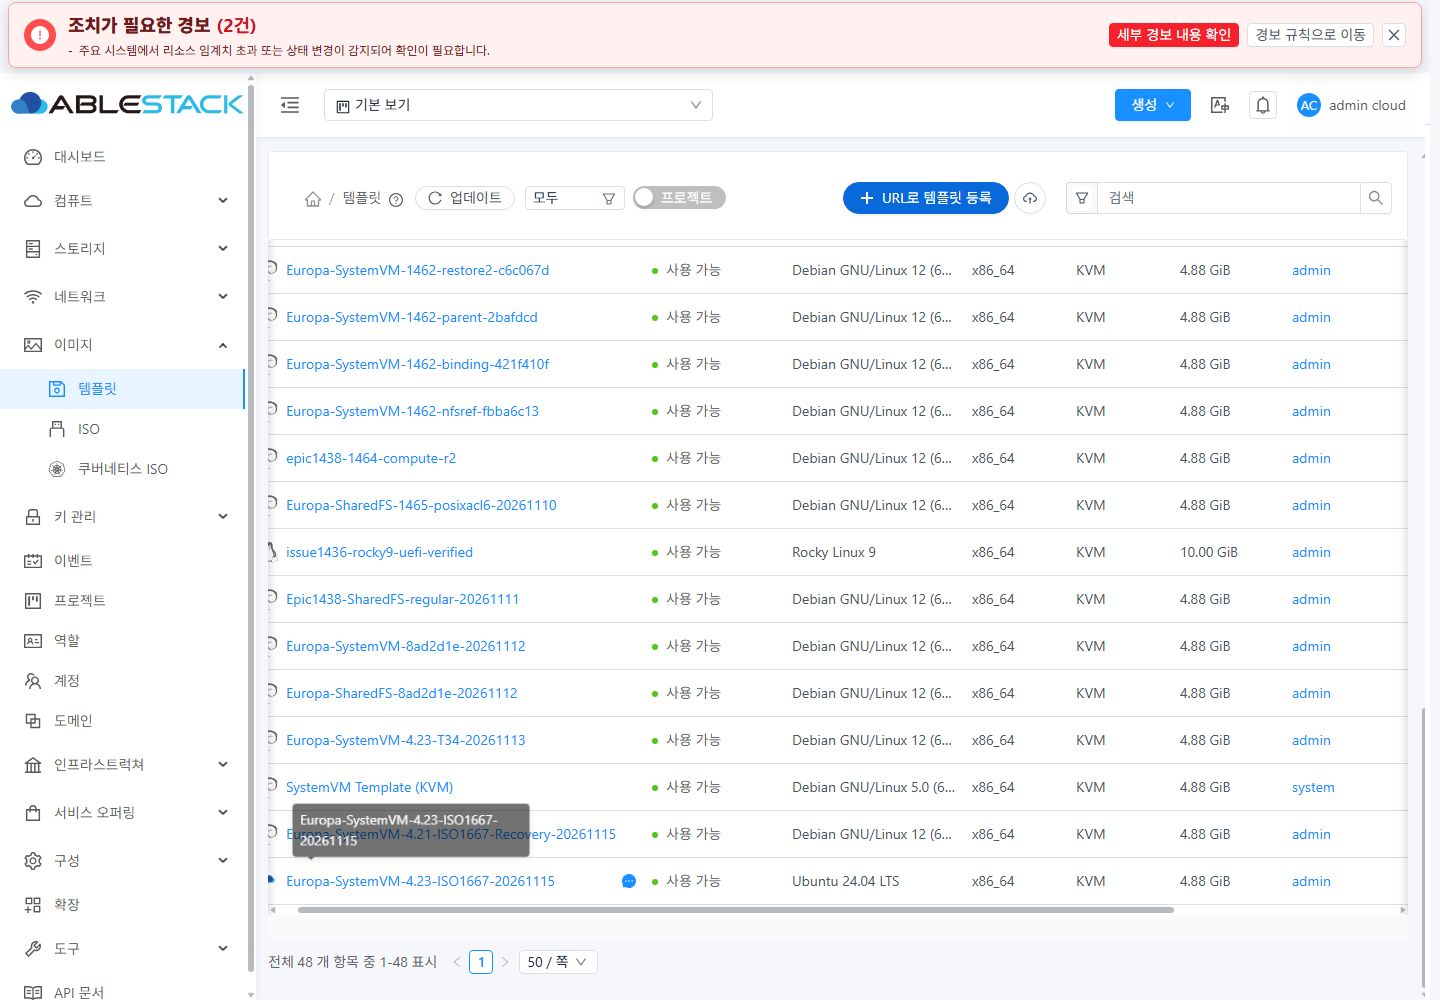 조치가 필요한 경보 (2건)
- 주요 시스템에서 리소스 임계치 초과 또는 상태 변경이 감지되어 확인이 필요합니다.
세부 경보 내용 확인
경보 규칙으로 이동
ABLESTACK
기본 보기
생성
AC
admin cloud
대시보드
컴퓨트
스토리지
네트워크
이미지
템플릿
ISO
쿠버네티스 ISO
키 관리
이벤트
프로젝트
역할
계정
도메인
인프라스트럭쳐
서비스 오퍼링
구성
확장
도구
API 문서
/ 템플릿
업데이트
모두
프로젝트
URL로 템플릿 등록
검색
Europa-SystemVM-1462-restore2-c6c067d 사용 가능 Debian GNU/Linux 12 (6... x86_64 KVM 4.88 GiB admin
Europa-SystemVM-1462-parent-2bafdcd 사용 가능 Debian GNU/Linux 12 (6... x86_64 KVM 4.88 GiB admin
Europa-SystemVM-1462-binding-421f410f 사용 가능 Debian GNU/Linux 12 (6... x86_64 KVM 4.88 GiB admin
Europa-SystemVM-1462-nfsref-fbba6c13 사용 가능 Debian GNU/Linux 12 (6... x86_64 KVM 4.88 GiB admin
epic1438-1464-compute-r2 사용 가능 Debian GNU/Linux 12 (6... x86_64 KVM 4.88 GiB admin
Europa-SharedFS-1465-posixacl6-20261110 사용 가능 Debian GNU/Linux 12 (6... x86_64 KVM 4.88 GiB admin
issue1436-rocky9-uefi-verified 사용 가능 Rocky Linux 9 x86_64 KVM 10.00 GiB admin
Epic1438-SharedFS-regular-20261111 사용 가능 Debian GNU/Linux 12 (6... x86_64 KVM 4.88 GiB admin
Europa-SystemVM-8ad2d1e-20261112 사용 가능 Debian GNU/Linux 12 (6... x86_64 KVM 4.88 GiB admin
Europa-SharedFS-8ad2d1e-20261112 사용 가능 Debian GNU/Linux 12 (6... x86_64 KVM 4.88 GiB admin
Europa-SystemVM-4.23-T34-20261113 사용 가능 Debian GNU/Linux 12 (6... x86_64 KVM 4.88 GiB admin
SystemVM Template (KVM) 사용 가능 Debian GNU/Linux 5.0 (6... x86_64 KVM 4.88 GiB system
Europa-SystemVM-4.23-ISO1667-
20261115
Europa-SystemVM-4.21-ISO1667-Recovery-20261115 사용 가능 Debian GNU/Linux 12 (6... x86_64 KVM 4.88 GiB admin
Europa-SystemVM-4.23-ISO1667-20261115 사용 가능 Ubuntu 24.04 LTS x86_64 KVM 4.88 GiB admin
전체 48 개 항목 중 1-48 표시
1
50 / 쪽